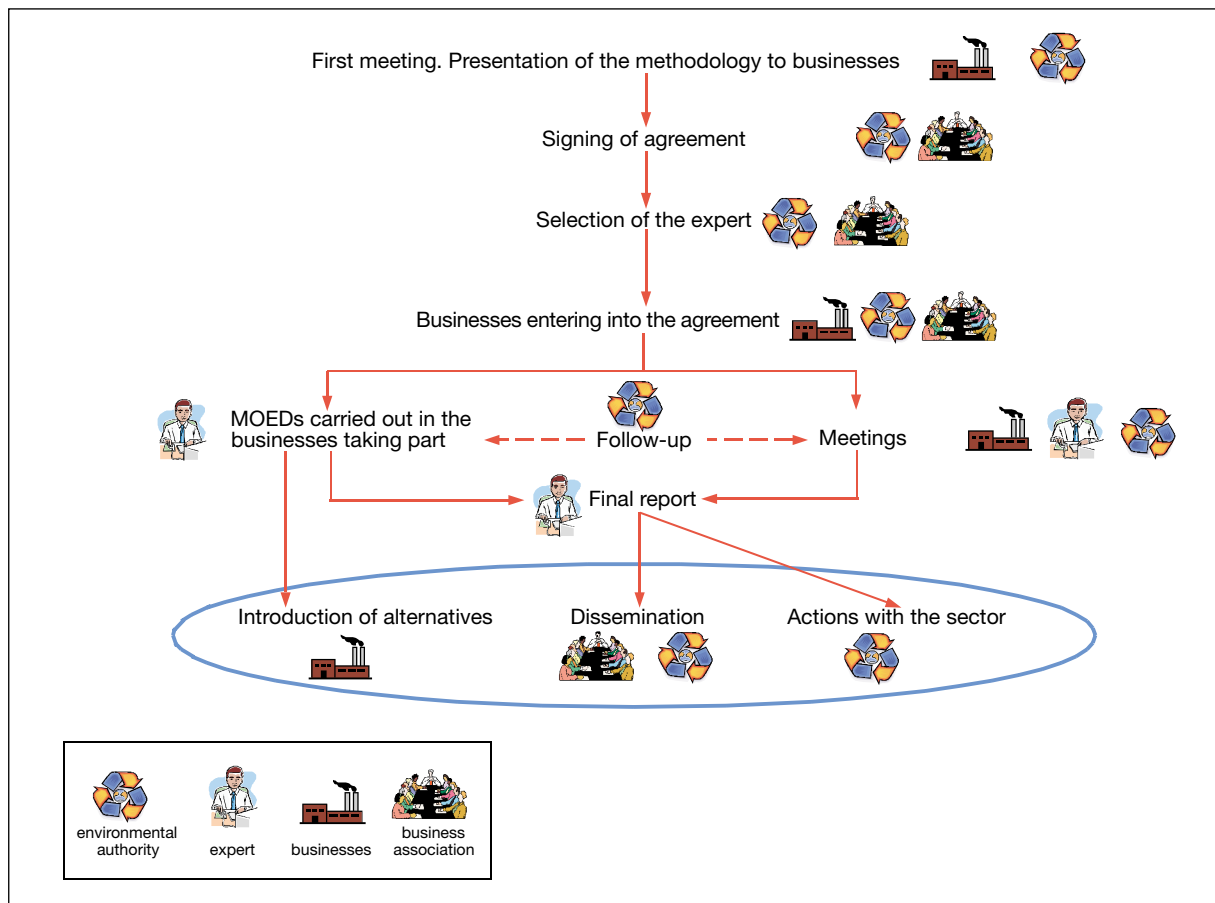 First meeting. Presentation of the methodology to businesses
Signing of agreement
Selection of the expert
Businesses entering into the agreement
MOEDs carried out in the
businesses taking part
Follow-up
Meetings
Final report
Introduction of alternatives
Dissemination
Actions with the sector
environmental
authority
expert
businesses
business
association